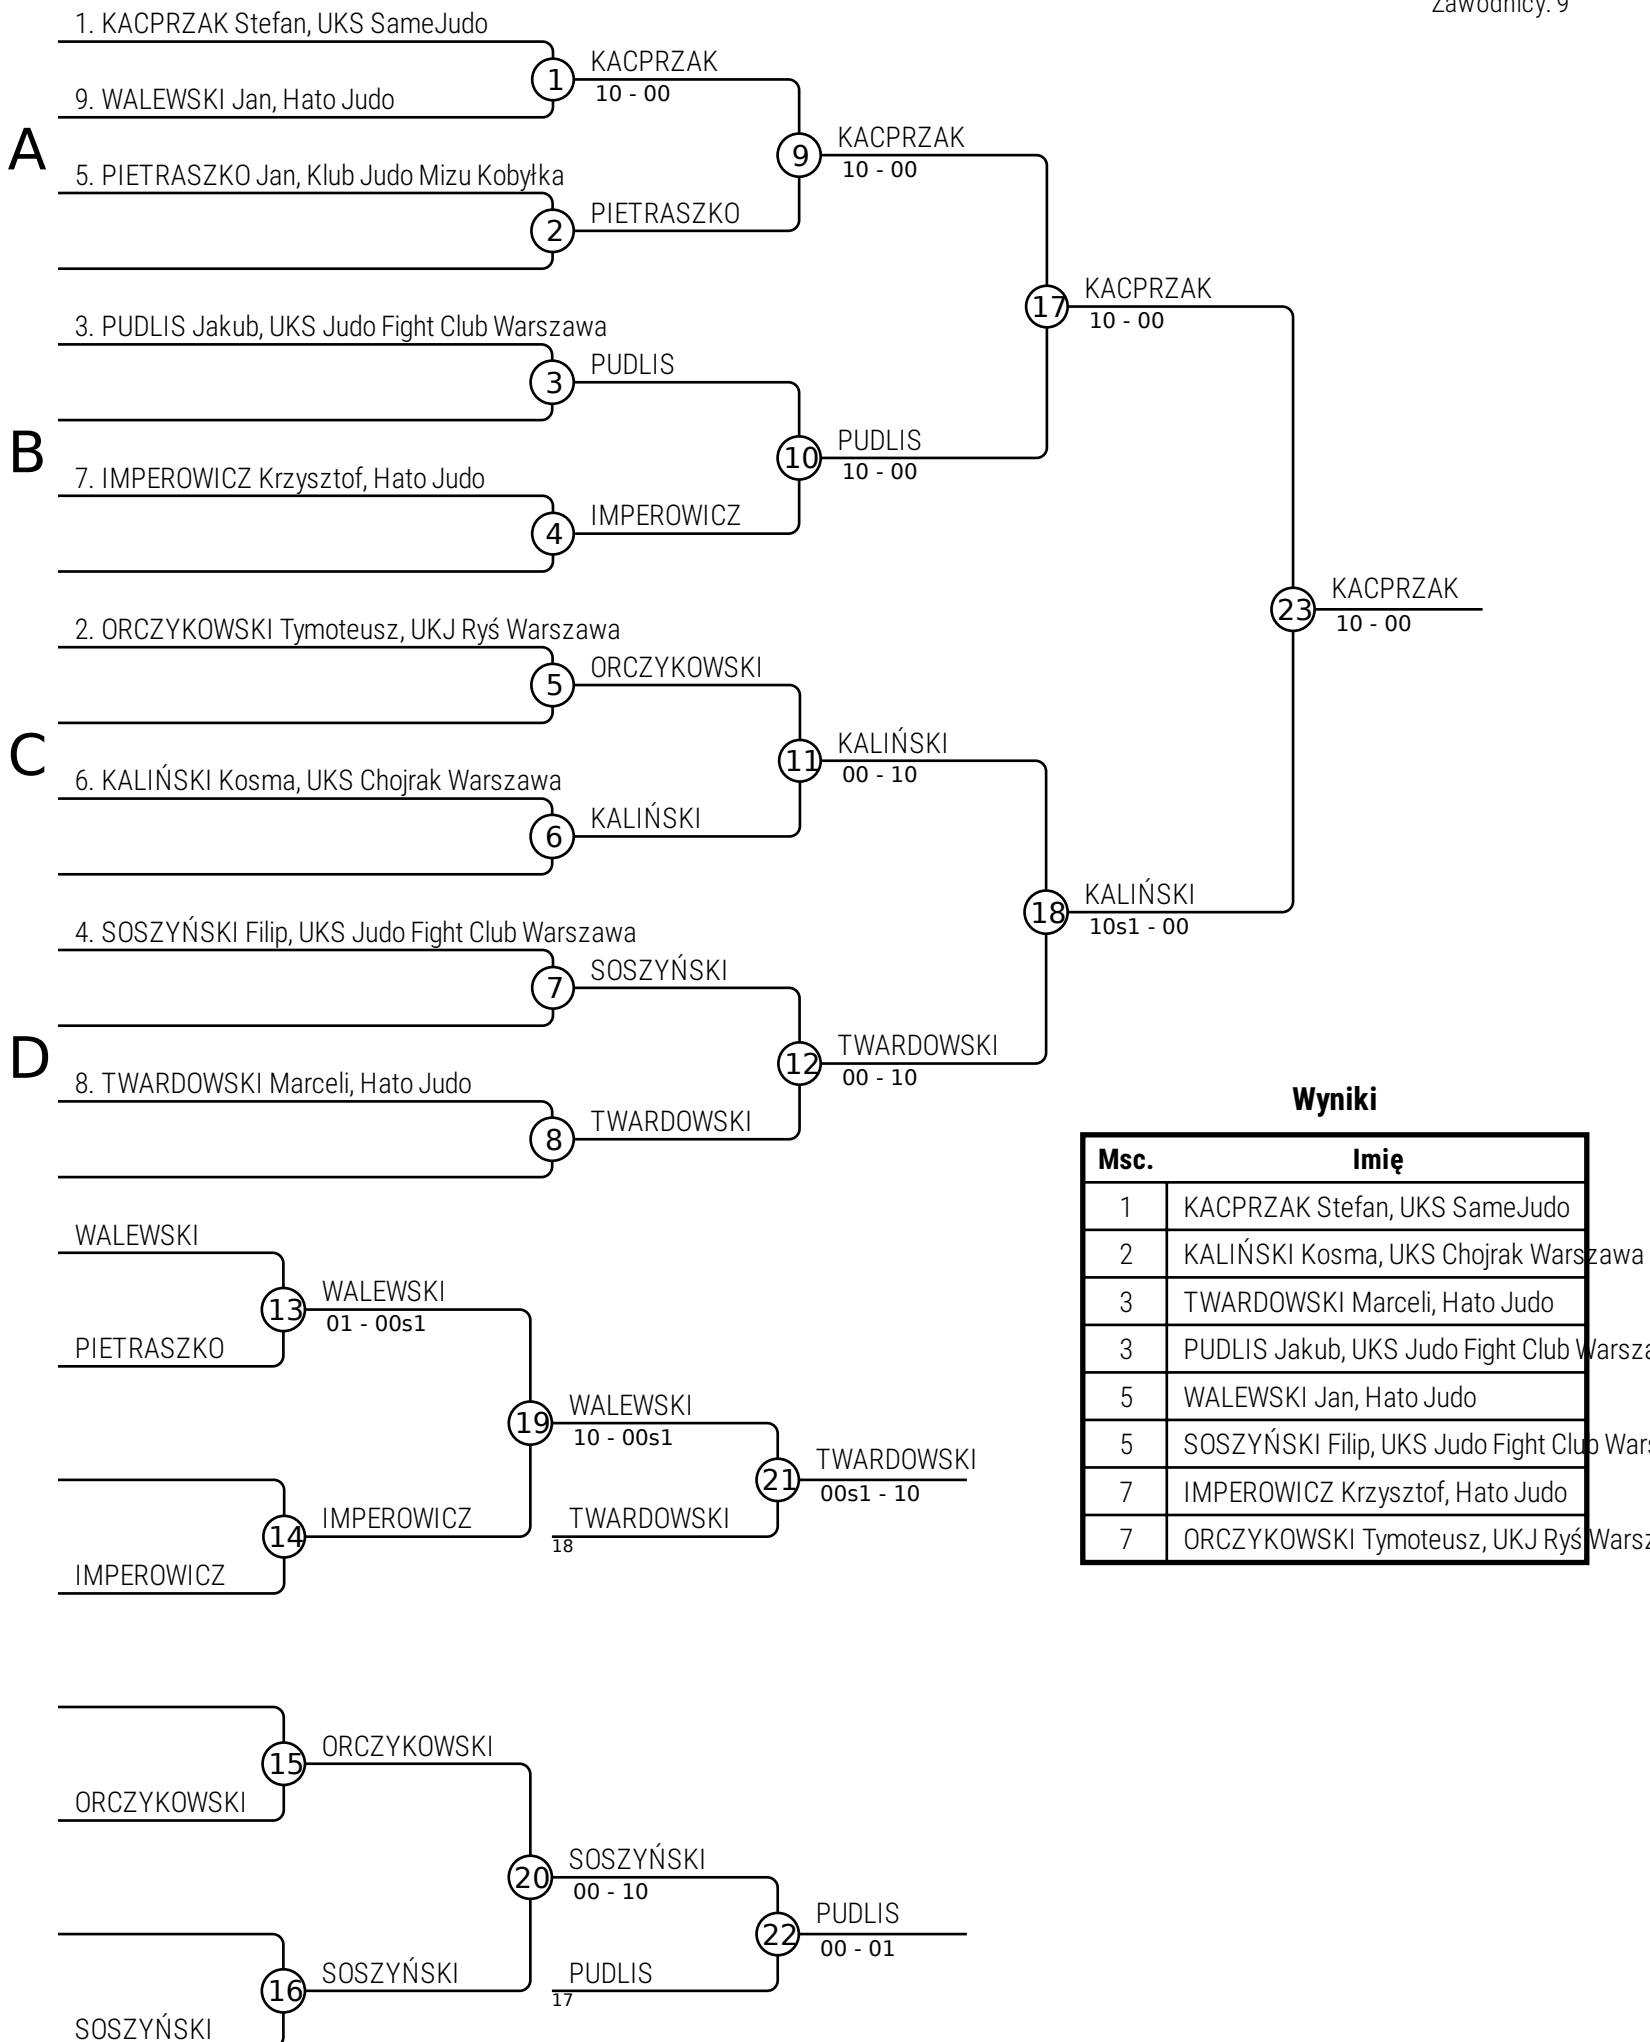 Zawodnicy: 9
1. KACPRZAK Stefan, UKS SameJudo
KACPRZAK
1
10 - 00
9. WALEWSKI Jan, Hato Judo
A
KACPRZAK
9
10 - 00
5. PIETRASZKO Jan, Klub Judo Mizu Kobyłka
PIETRASZKO
2
KACPRZAK
17
10 - 00
3. PUDLIS Jakub, UKS Judo Fight Club Warszawa
PUDLIS
3
B
PUDLIS
10
10 - 00
7. IMPEROWICZ Krzysztof, Hato Judo
IMPEROWICZ
4
KACPRZAK
23
10 - 00
2. ORCZYKOWSKI Tymoteusz, UKJ Ryś Warszawa
ORCZYKOWSKI
5
C
KALIŃSKI
11
00 - 10
6. KALIŃSKI Kosma, UKS Chojrak Warszawa
KALIŃSKI
6
KALIŃSKI
18
10s1 - 00
4. SOSZYŃSKI Filip, UKS Judo Fight Club Warszawa
SOSZYŃSKI
7
D
TWARDOWSKI
12
00 - 10
8. TWARDOWSKI Marceli, Hato Judo
TWARDOWSKI
8
Wyniki
Msc. Imię
1 KACPRZAK Stefan, UKS SameJudo
2 KALIŃSKI Kosma, UKS Chojrak Warszawa
3 TWARDOWSKI Marceli, Hato Judo
3 PUDLIS Jakub, UKS Judo Fight Club Warsza
5 WALEWSKI Jan, Hato Judo
5 SOSZYŃSKI Filip, UKS Judo Fight Club Wars
7 IMPEROWICZ Krzysztof, Hato Judo
7 ORCZYKOWSKI Tymoteusz, UKJ Ryś Warsz
WALEWSKI
WALEWSKI
13
01 - 00s1
PIETRASZKO
WALEWSKI
19
10 - 00s1
TWARDOWSKI
21
00s1 - 10
IMPEROWICZ
14
TWARDOWSKI
18
IMPEROWICZ
ORCZYKOWSKI
15
ORCZYKOWSKI
SOSZYŃSKI
20
00 - 10
PUDLIS
22
00 - 01
SOSZYŃSKI
16
PUDLIS
17
SOSZYŃSKI